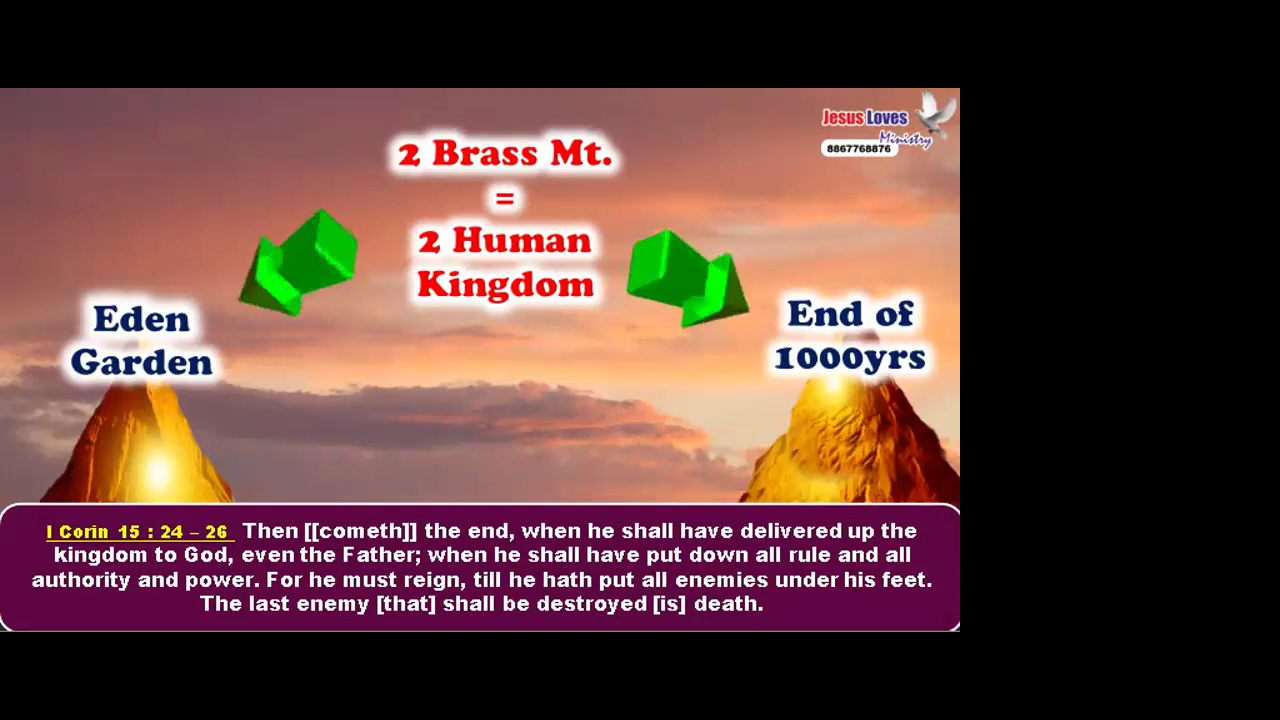 Jesus Loves
Ministry
8867768876
2 Brass Mt.
=
2 Human
Kingdom
Eden
Garden
End of
1000yrs
I Corin 15 : 24 – 26 Then [[cometh]] the end, when he shall have delivered up the
kingdom to God, even the Father; when he shall have put down all rule and all
authority and power. For he must reign, till he hath put all enemies under his feet.
The last enemy [that] shall be destroyed [is] death.